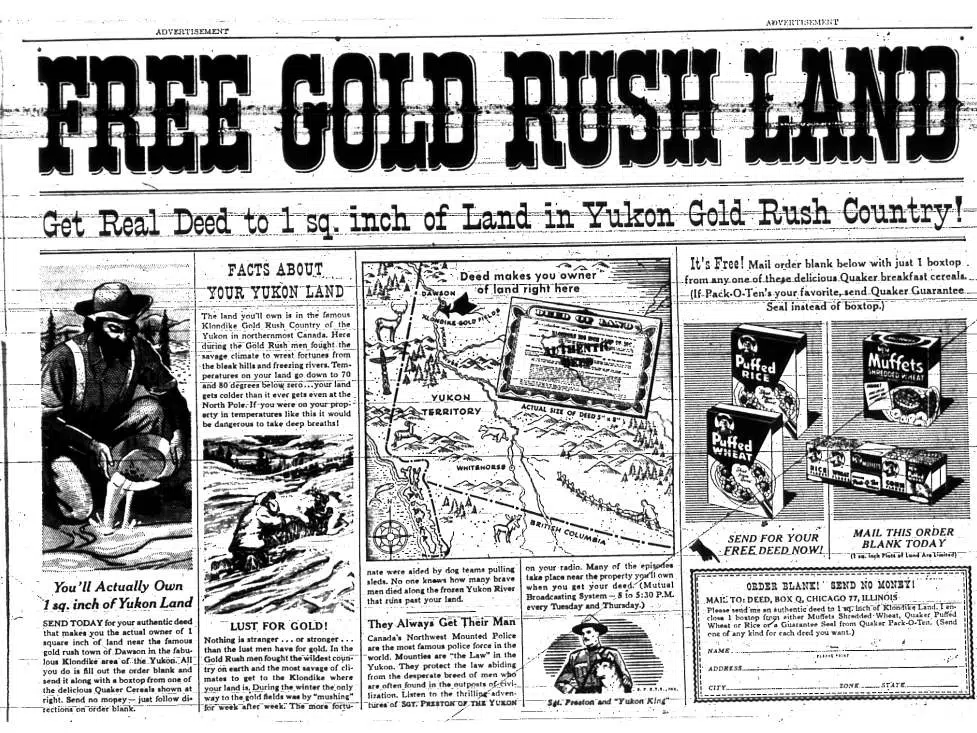 ADVERTISEMENT
ADVERTISEMENT
FREE GOLD RUSH LAND
Get Real Deed to 1 sq. inch of Land in Yukon Gold Rush Country!
You'll Actually Own
1 sq. inch of Yukon Land
SEND TODAY for your authentic deed
that makes you the actual owner of 1
square inch of land near the famous
gold rush town of Dawson in the fabu-
lous Klondike area of the Yukon. All
you do is fill out the order blank and
send it along with a boxtop from one of
the delicious Quaker Cereals shown at
right. Send no money — just follow di-
rections on order blank.
FACTS ABOUT
YOUR YUKON LAND
The land you'll own is in the famous
Klondike Gold Rush Country of the
Yukon in northernmost Canada. Here
during the Gold Rush men fought the
savage climate to wrest fortunes from
the bleak hills and freezing rivers. Tem-
peratures on your land go down to 70
and 80 degrees below zero...your land
gets colder than it ever gets even at the
North Pole. If you were on your prop-
erty in temperatures like this it would
be dangerous to take deep breaths!
LUST FOR GOLD!
Nothing is stranger ... or stronger ...
than the lust men have for gold. In the
Gold Rush men fought the wildest coun-
try on earth and the most savage of cli-
mates to get to the Klondike where
your land is. During the winter the only
way to the gold fields was by "mushing"
for week after week. The more fortu-
Deed makes you owner
of land right here
DAWSON
KLONDIKE GOLD FIELDS
DEED OF LAND
AUTHENTIC
DEED
ACTUAL SIZE OF DEED 5" x 8"
YUKON
TERRITORY
WHITEHORSE
BRITISH COLUMBIA
nate were aided by dog teams pulling
sleds. No one knows how many brave
men died along the frozen Yukon River
that runs past your land.
They Always Get Their Man
Canada's Northwest Mounted Police
are the most famous police force in the
world. Mounties are "the Law" in the
Yukon. They protect the law abiding
from the desperate breed of men who
are often found in the outposts of civi-
lization. Listen to the thrilling adven-
tures of SGT. PRESTON OF THE YUKON
on your radio. Many of the episodes
take place near the property you'll own
when you get your deed. (Mutual
Broadcasting System — 5 to 5:30 P.M.
every Tuesday and Thursday.)
Sgt. Preston and "Yukon King"
It's Free! Mail order blank below with just 1 boxtop
from any one of these delicious Quaker breakfast cereals.
(If Pack-O-Ten's your favorite, send Quaker Guarantee
Seal instead of boxtop.)
Puffed
RICE
Puffed
WHEAT
Muffets
SHREDDED WHEAT
SEND FOR YOUR
FREE DEED NOW!
MAIL THIS ORDER
BLANK TODAY
(1 sq. inch Plots of Land Are Limited)
ORDER BLANK! SEND NO MONEY!
MAIL TO: DEED, BOX Q, CHICAGO 77, ILLINOIS
Please send me an authentic deed to 1 sq. inch of Klondike Land. I en-
close 1 boxtop from either Muffets Shredded Wheat, Quaker Puffed
Wheat or Rice or a Guarantee Seal from Quaker Pack-O-Ten. (Send
one of any kind for each deed you want.)
NAME
PLEASE PRINT
ADDRESS
CITY ZONE STATE